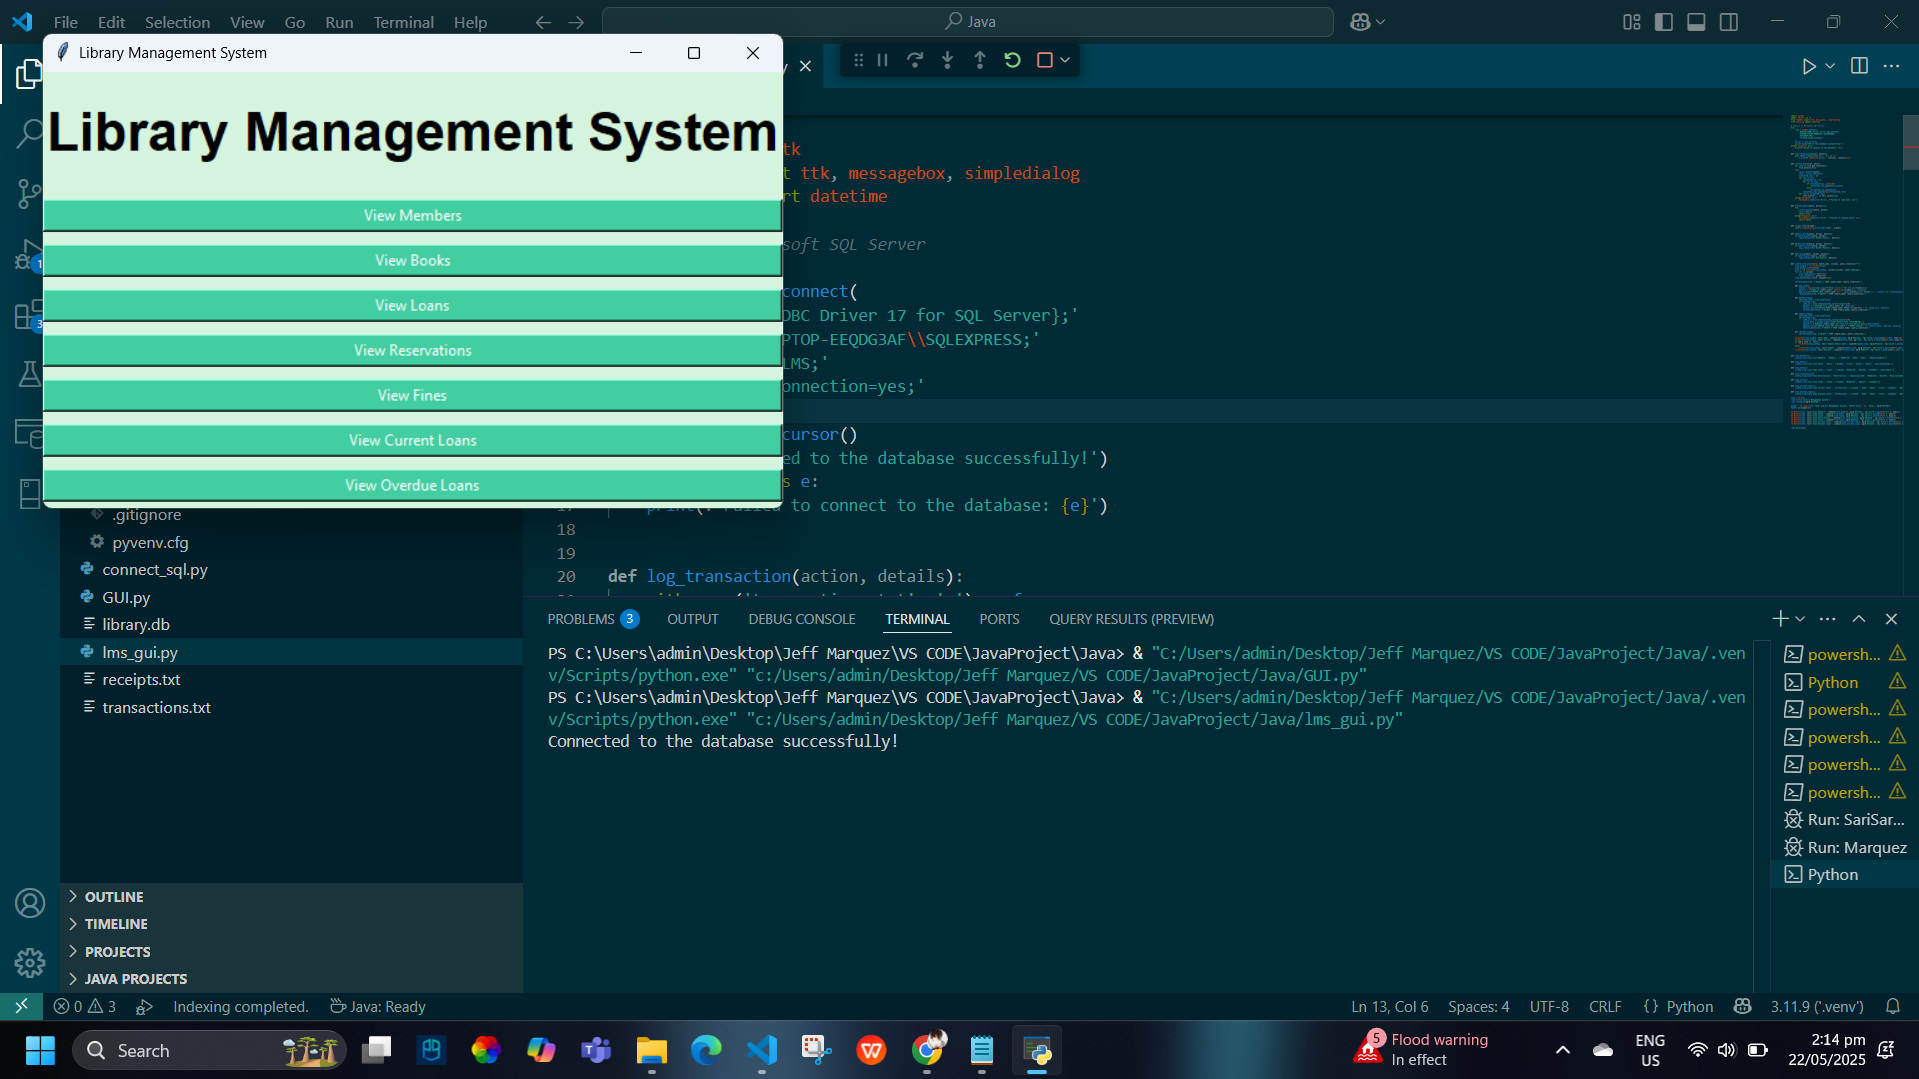 File Edit Selection View Go Run Terminal Help
Java
Library Management System
Library Management System
View Members
View Books
View Loans
View Reservations
View Fines
View Current Loans
View Overdue Loans
tk
t ttk, messagebox, simpledialog
rt datetime
soft SQL Server
connect(
DBC Driver 17 for SQL Server};'
PTOP-EEQDG3AF\\SQLEXPRESS;'
LMS;'
onnection=yes;'
cursor()
ed to the database successfully!')
s e:
to connect to the database: {e}')
18
19
20 def log_transaction(action, details):
1
3
.gitignore
pyvenv.cfg
connect_sql.py
GUI.py
library.db
lms_gui.py
receipts.txt
transactions.txt
OUTLINE
TIMELINE
PROJECTS
JAVA PROJECTS
PROBLEMS 3 OUTPUT DEBUG CONSOLE TERMINAL PORTS QUERY RESULTS (PREVIEW)
PS C:\Users\admin\Desktop\Jeff Marquez\VS CODE\JavaProject\Java> & "C:/Users/admin/Desktop/Jeff Marquez/VS CODE/JavaProject/Java/.ven
v/Scripts/python.exe" "c:/Users/admin/Desktop/Jeff Marquez/VS CODE/JavaProject/Java/GUI.py"
PS C:\Users\admin\Desktop\Jeff Marquez\VS CODE\JavaProject\Java> & "C:/Users/admin/Desktop/Jeff Marquez/VS CODE/JavaProject/Java/.ven
v/Scripts/python.exe" "c:/Users/admin/Desktop/Jeff Marquez/VS CODE/JavaProject/Java/lms_gui.py"
Connected to the database successfully!
powersh...
Python
powersh...
powersh...
powersh...
powersh...
Run: SariSar...
Run: Marquez
Python
0 3 Indexing completed. Java: Ready
Ln 13, Col 6 Spaces: 4 UTF-8 CRLF {} Python 3.11.9 ('.venv')
Search
5
Flood warning
In effect
ENG
US
2:14 pm
22/05/2025